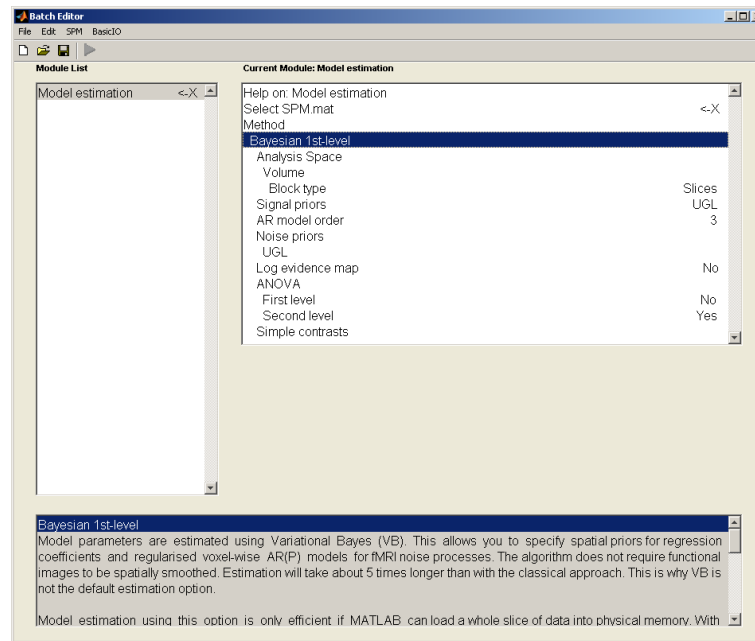 Batch Editor
File Edit SPM BasicIO
Module List
Current Module: Model estimation
Model estimation <-X
Help on: Model estimation
Select SPM.mat <-X
Method
Bayesian 1st-level
Analysis Space
Volume
Block type Slices
Signal priors UGL
AR model order 3
Noise priors
UGL
Log evidence map No
ANOVA
First level No
Second level Yes
Simple contrasts
Bayesian 1st-level
Model parameters are estimated using Variational Bayes (VB). This allows you to specify spatial priors for regression
coefficients and regularised voxel-wise AR(P) models for fMRI noise processes. The algorithm does not require functional
images to be spatially smoothed. Estimation will take about 5 times longer than with the classical approach. This is why VB is
not the default estimation option.
Model estimation using this option is only efficient if MATLAB can load a whole slice of data into physical memory. With